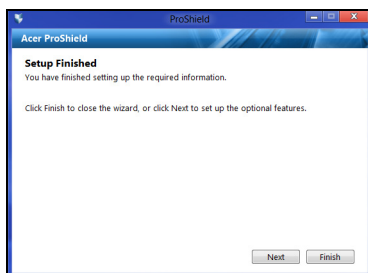 ProShield
Acer ProShield
Setup Finished
You have finished setting up the required information.
Click Finish to close the wizard, or click Next to set up the optional features.
Next
Finish